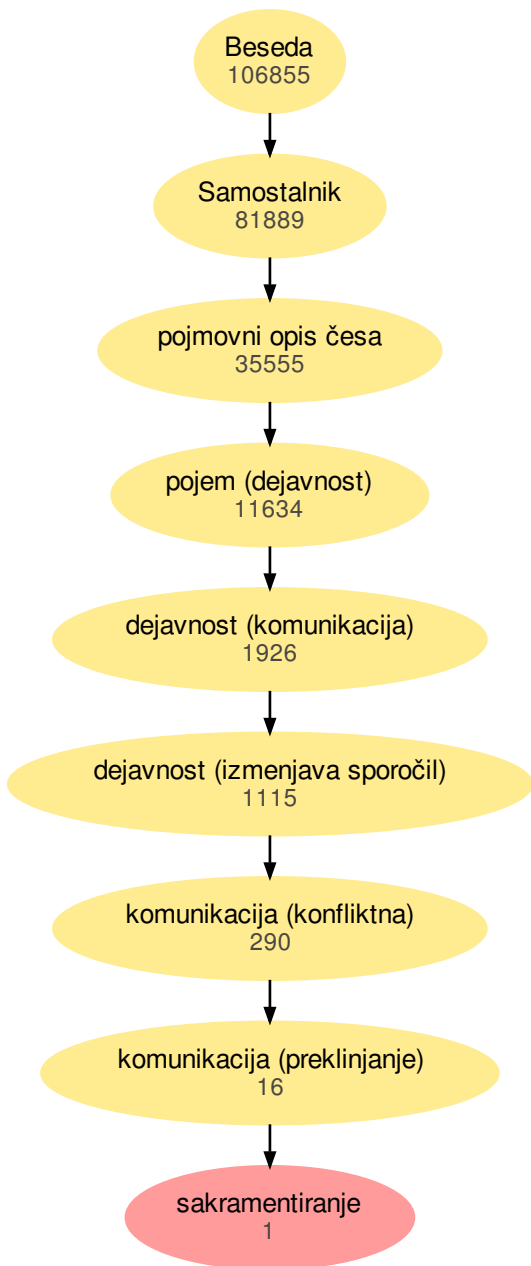 Beseda
106855
Samostalnik
81889
pojmovni opis česa
35555
pojem (dejavnost)
11634
dejavnost (komunikacija)
1926
dejavnost (izmenjava sporočil)
1115
komunikacija (konfliktna)
290
komunikacija (preklinjanje)
16
sakramentiranje
1